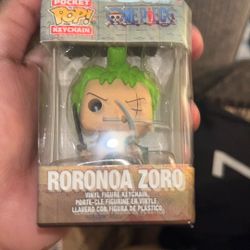 POCKET
POP!
KEYCHAIN
ONE PIECE
RORONOA ZORO
VINYL FIGURE KEYCHAIN,
PORTE-CLÉ FIGURINE EN VINYLE,
LLAVERO CON FIGURA DE PLÁSTICO.